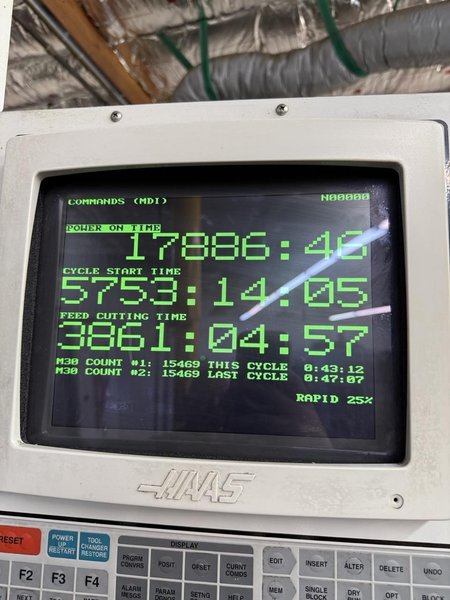 COMMANDS (MDI) N00000
POWER ON TIME
17886:46
CYCLE START TIME
5753:14:05
FEED CUTTING TIME
3861:04:57
M30 COUNT #1: 15469 THIS CYCLE 0:43:12
M30 COUNT #2: 15469 LAST CYCLE 0:47:07
RAPID 25%
HAAS
RESET
POWER UP RESTART
TOOL CHANGER RESTORE
DISPLAY
F2 F3 F4
PRGRM CONVRS
POSIT
OFSET
CURNT COMDS
EDIT
INSERT
ALTER
DELETE
UNDO
ALARM MESGS
PARAM DGNOS
SETNG
MEM
SINGLE BLOCK
DRY
OPT
BLOCK
NEXT